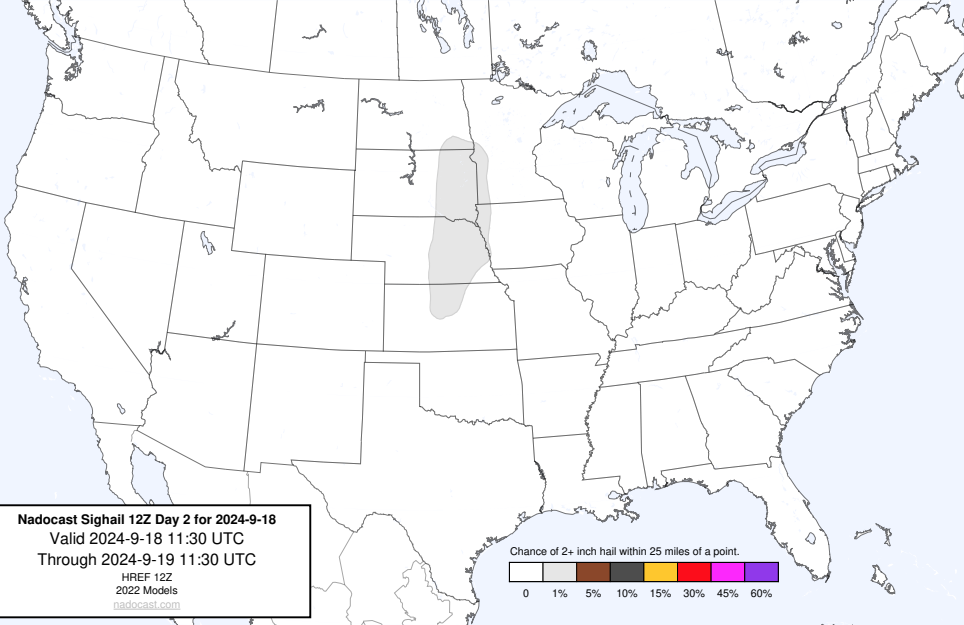 Nadocast Sighail 12Z Day 2 for 2024-9-18
Valid 2024-9-18 11:30 UTC
Through 2024-9-19 11:30 UTC
HREF 12Z
2022 Models
nadocast.com
Chance of 2+ inch hail within 25 miles of a point.
0 1% 5% 10% 15% 30% 45% 60%